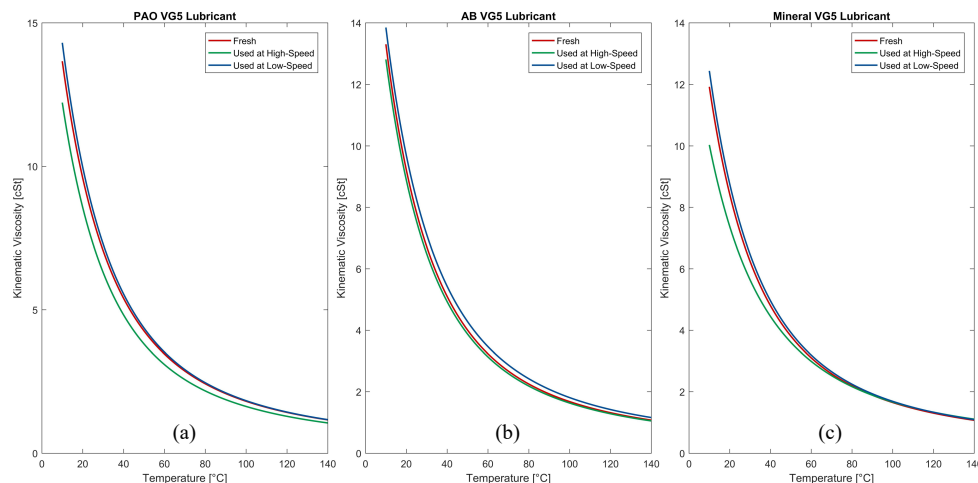 PAO VG5 Lubricant
15
10
5
0
Kinematic Viscosity [cSt]
Fresh
Used at High-Speed
Used at Low-Speed
(a)
0 20 40 60 80 100 120 140
Temperature [°C]
AB VG5 Lubricant
14
12
10
8
6
4
2
0
Kinematic Viscosity [cSt]
Fresh
Used at High-Speed
Used at Low-Speed
(b)
0 20 40 60 80 100 120 140
Temperature [°C]
Mineral VG5 Lubricant
14
12
10
8
6
4
2
0
Kinematic Viscosity [cSt]
Fresh
Used at High-Speed
Used at Low-Speed
(c)
0 20 40 60 80 100 120 140
Temperature [°C]